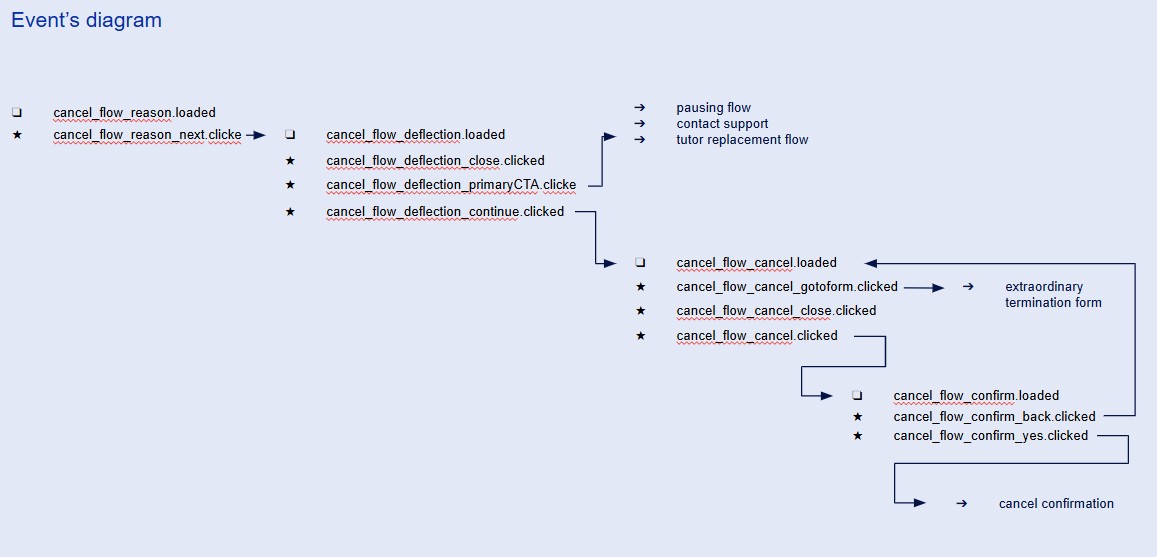 Event's diagram
❏ cancel_flow_reason.loaded
★ cancel_flow_reason_next.clicke
❏ cancel_flow_deflection.loaded
★ cancel_flow_deflection_close.clicked
★ cancel_flow_deflection_primaryCTA.clicke
★ cancel_flow_deflection_continue.clicked
➔ pausing flow
➔ contact support
➔ tutor replacement flow
❏ cancel_flow_cancel.loaded
★ cancel_flow_cancel_gotoform.clicked
➔ extraordinary
termination form
★ cancel_flow_cancel_close.clicked
★ cancel_flow_cancel.clicked
❏ cancel_flow_confirm.loaded
★ cancel_flow_confirm_back.clicked
★ cancel_flow_confirm_yes.clicked
➔ cancel confirmation